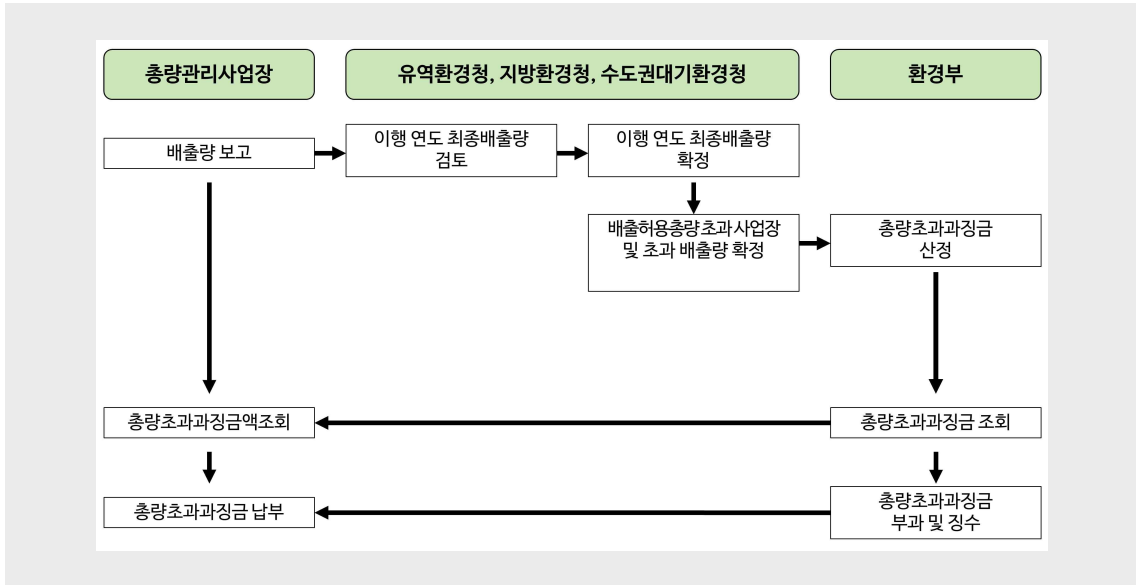 총량관리사업장
유역환경청, 지방환경청, 수도권대기환경청
환경부
배출량 보고
이행 연도 최종배출량
검토
이행 연도 최종배출량
확정
배출허용총량 초과 사업장
및 초과 배출량 확정
총량초과과징금
산정
총량초과과징금액조회
총량초과과징금 조회
총량초과과징금 납부
총량초과과징금
부과 및 징수